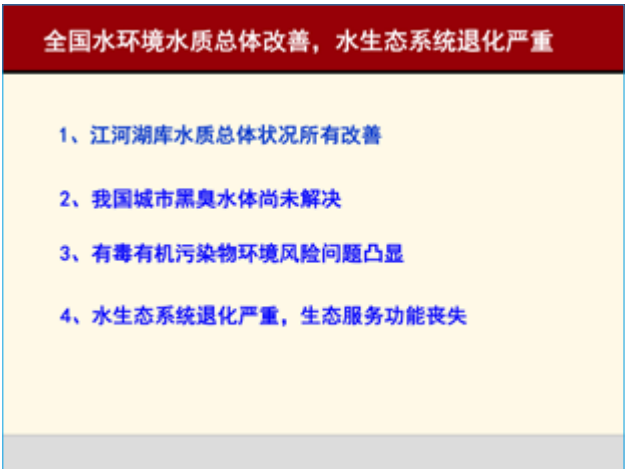 全国水环境水质总体改善，水生态系统退化严重
1、江河湖库水质总体状况所有改善
2、我国城市黑臭水体尚未解决
3、有毒有机污染物环境风险问题凸显
4、水生态系统退化严重，生态服务功能丧失